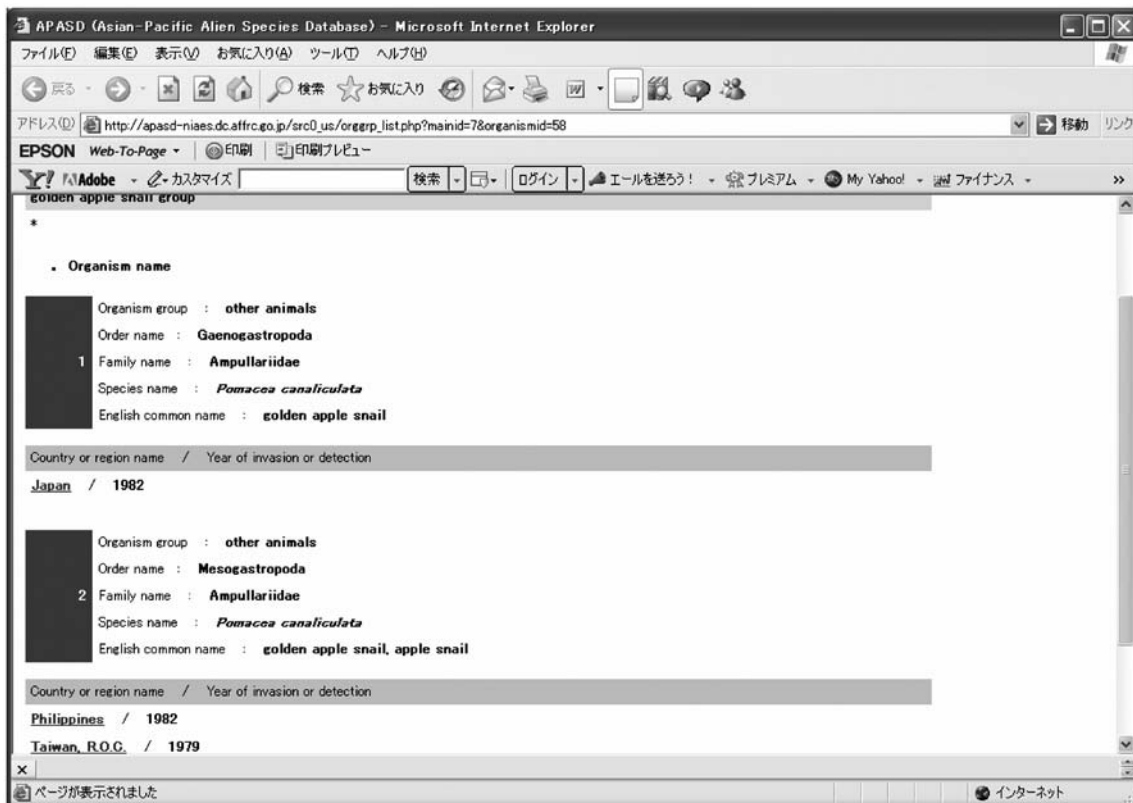 APASD (Asian-Pacific Alien Species Database) - Microsoft Internet Explorer
ファイル(F) 編集(E) 表示(V) お気に入り(A) ツール(T) ヘルプ(H)
戻る 検索 お気に入り
アドレス(D) http://apasd-niaes.dc.affrc.go.jp/src0_us/orggrp_list.php?mainid=7&organismid=58 移動 リンク
EPSON Web-To-Page 印刷 印刷プレビュー
Y! Adobe カスタマイズ 検索 ログイン エールを送ろう! プレミアム My Yahoo! ファイナンス »
golden apple snail group
*
. Organism name
Organism group : other animals
Order name : Gaenogastropoda
1 Family name : Ampullariidae
Species name : Pomacea canaliculata
English common name : golden apple snail
Country or region name / Year of invasion or detection
Japan / 1982
Organism group : other animals
Order name : Mesogastropoda
2 Family name : Ampullariidae
Species name : Pomacea canaliculata
English common name : golden apple snail, apple snail
Country or region name / Year of invasion or detection
Philippines / 1982
Taiwan, R.O.C. / 1979
×
ページが表示されました インターネット